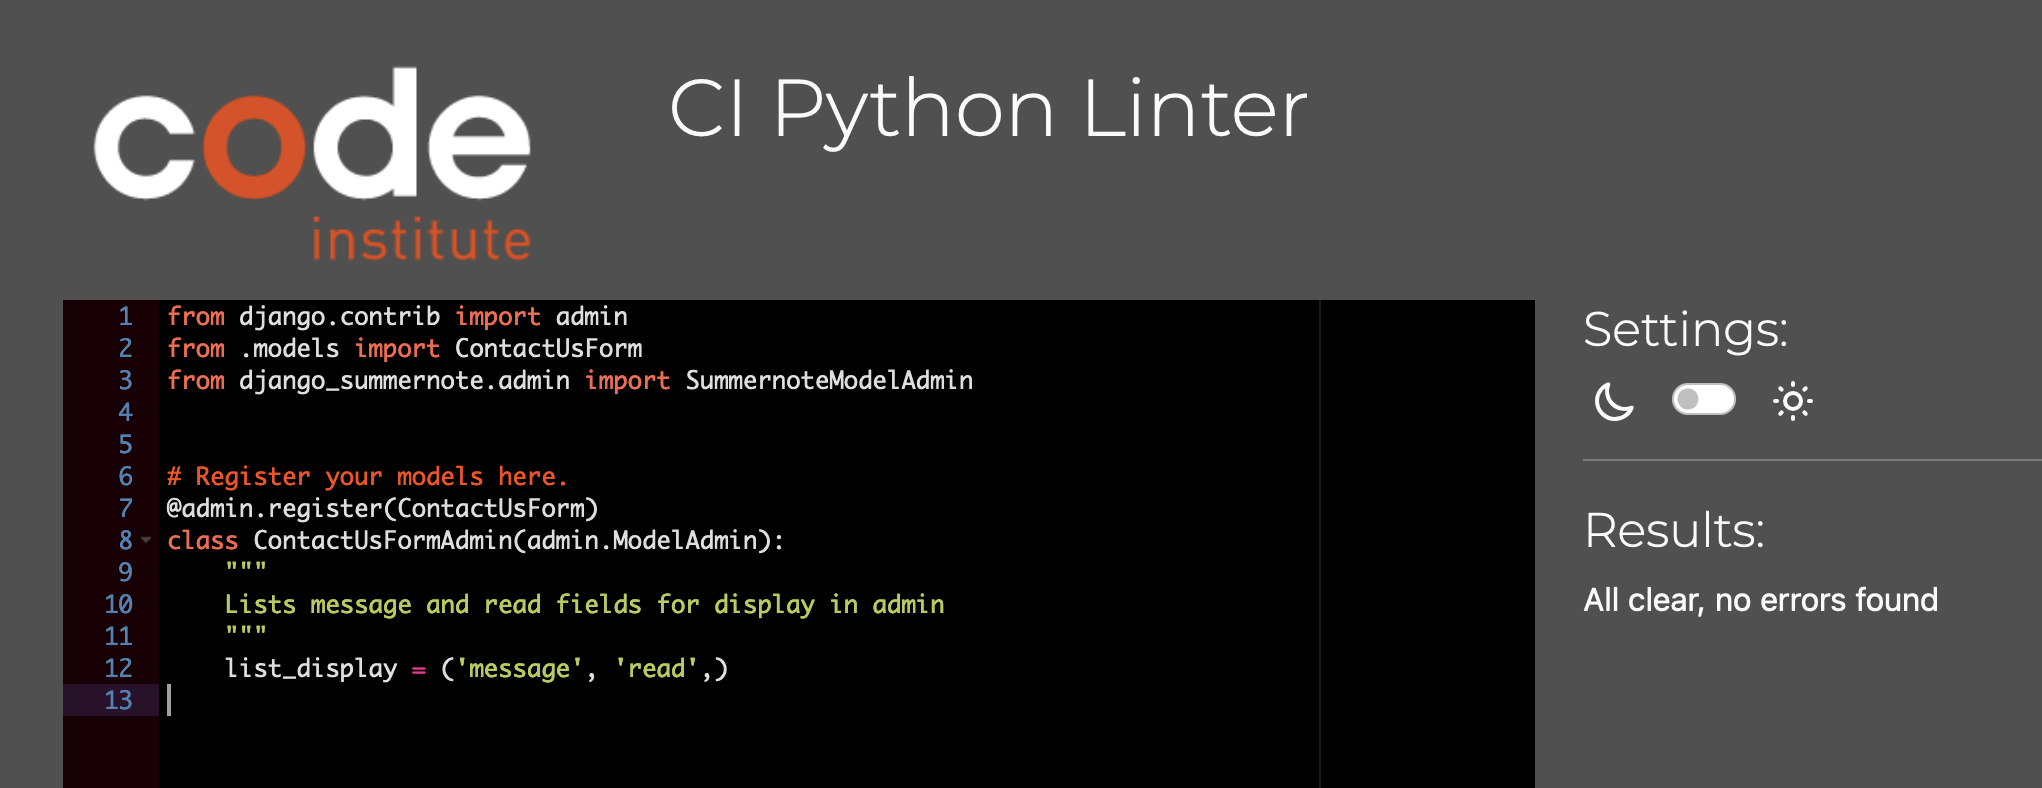 code
institute
CI Python Linter
1 from django.contrib import admin
2 from .models import ContactUsForm
3 from django_summernote.admin import SummernoteModelAdmin
4
5
6 # Register your models here.
7 @admin.register(ContactUsForm)
8 class ContactUsFormAdmin(admin.ModelAdmin):
9     """
10     Lists message and read fields for display in admin
11     """
12     list_display = ('message', 'read',)
13
Settings:
Results:
All clear, no errors found